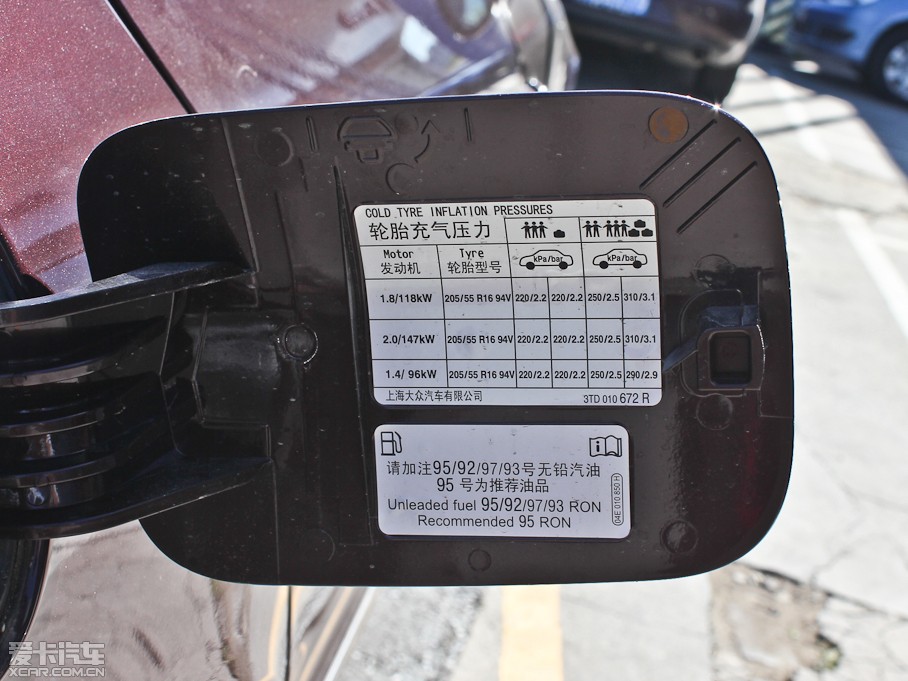 COLD TYRE INFLATION PRESSURES
轮胎充气压力
Motor Tyre kPa/bar kPa/bar
发动机 轮胎型号
1.8/118kW 205/55 R16 94V 220/2.2 220/2.2 250/2.5 310/3.1
2.0/147kW 205/55 R16 94V 220/2.2 220/2.2 250/2.5 310/3.1
1.4/ 96kW 205/55 R16 94V 220/2.2 220/2.2 250/2.5 290/2.9
上海大众汽车有限公司 3TD 010 672 R
请加注95/92/97/93号无铅汽油
95 号为推荐油品
Unleaded fuel 95/92/97/93 RON
Recommended 95 RON
04E 010 850 H
爱卡汽车
XCAR.COM.CN